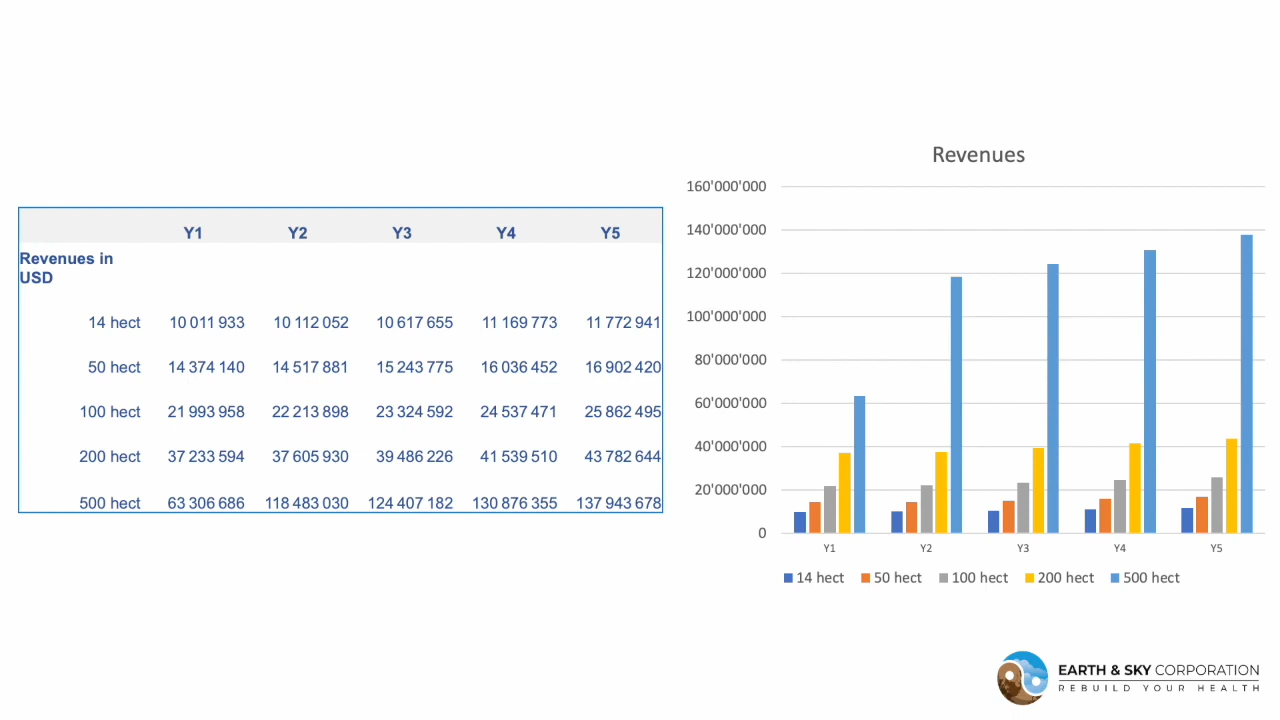 Y1 Y2 Y3 Y4 Y5
Revenues in
USD
14 hect 10 011 933 10 112 052 10 617 655 11 169 773 11 772 941
50 hect 14 374 140 14 517 881 15 243 775 16 036 452 16 902 420
100 hect 21 993 958 22 213 898 23 324 592 24 537 471 25 862 495
200 hect 37 233 594 37 605 930 39 486 226 41 539 510 43 782 644
500 hect 63 306 686 118 483 030 124 407 182 130 876 355 137 943 678
Revenues
160'000'000
140'000'000
120'000'000
100'000'000
80'000'000
60'000'000
40'000'000
20'000'000
0
Y1 Y2 Y3 Y4 Y5
14 hect 50 hect 100 hect 200 hect 500 hect
EARTH & SKY CORPORATION
REBUILD YOUR HEALTH